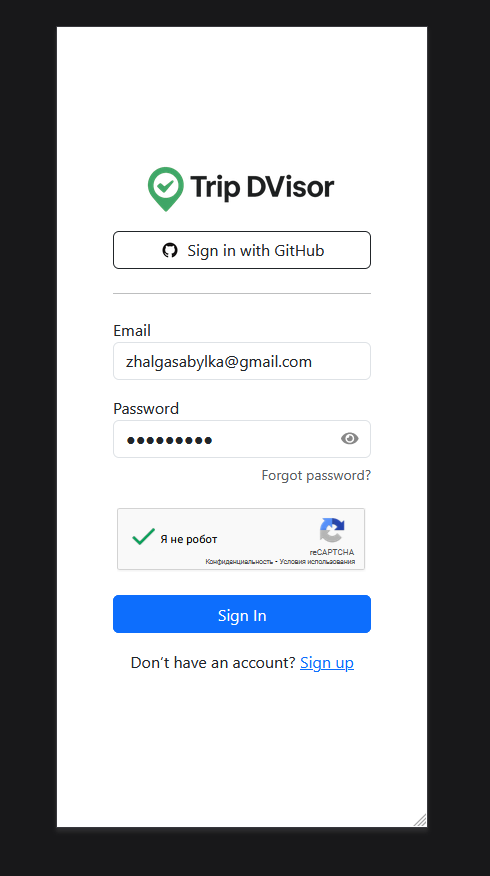 Trip DVisor
Sign in with GitHub
Email
zhalgasabylka@gmail.com
Password
●●●●●●●●●
Forgot password?
Я не робот
reCAPTCHA
Конфиденциальность - Условия использования
Sign In
Don’t have an account? Sign up